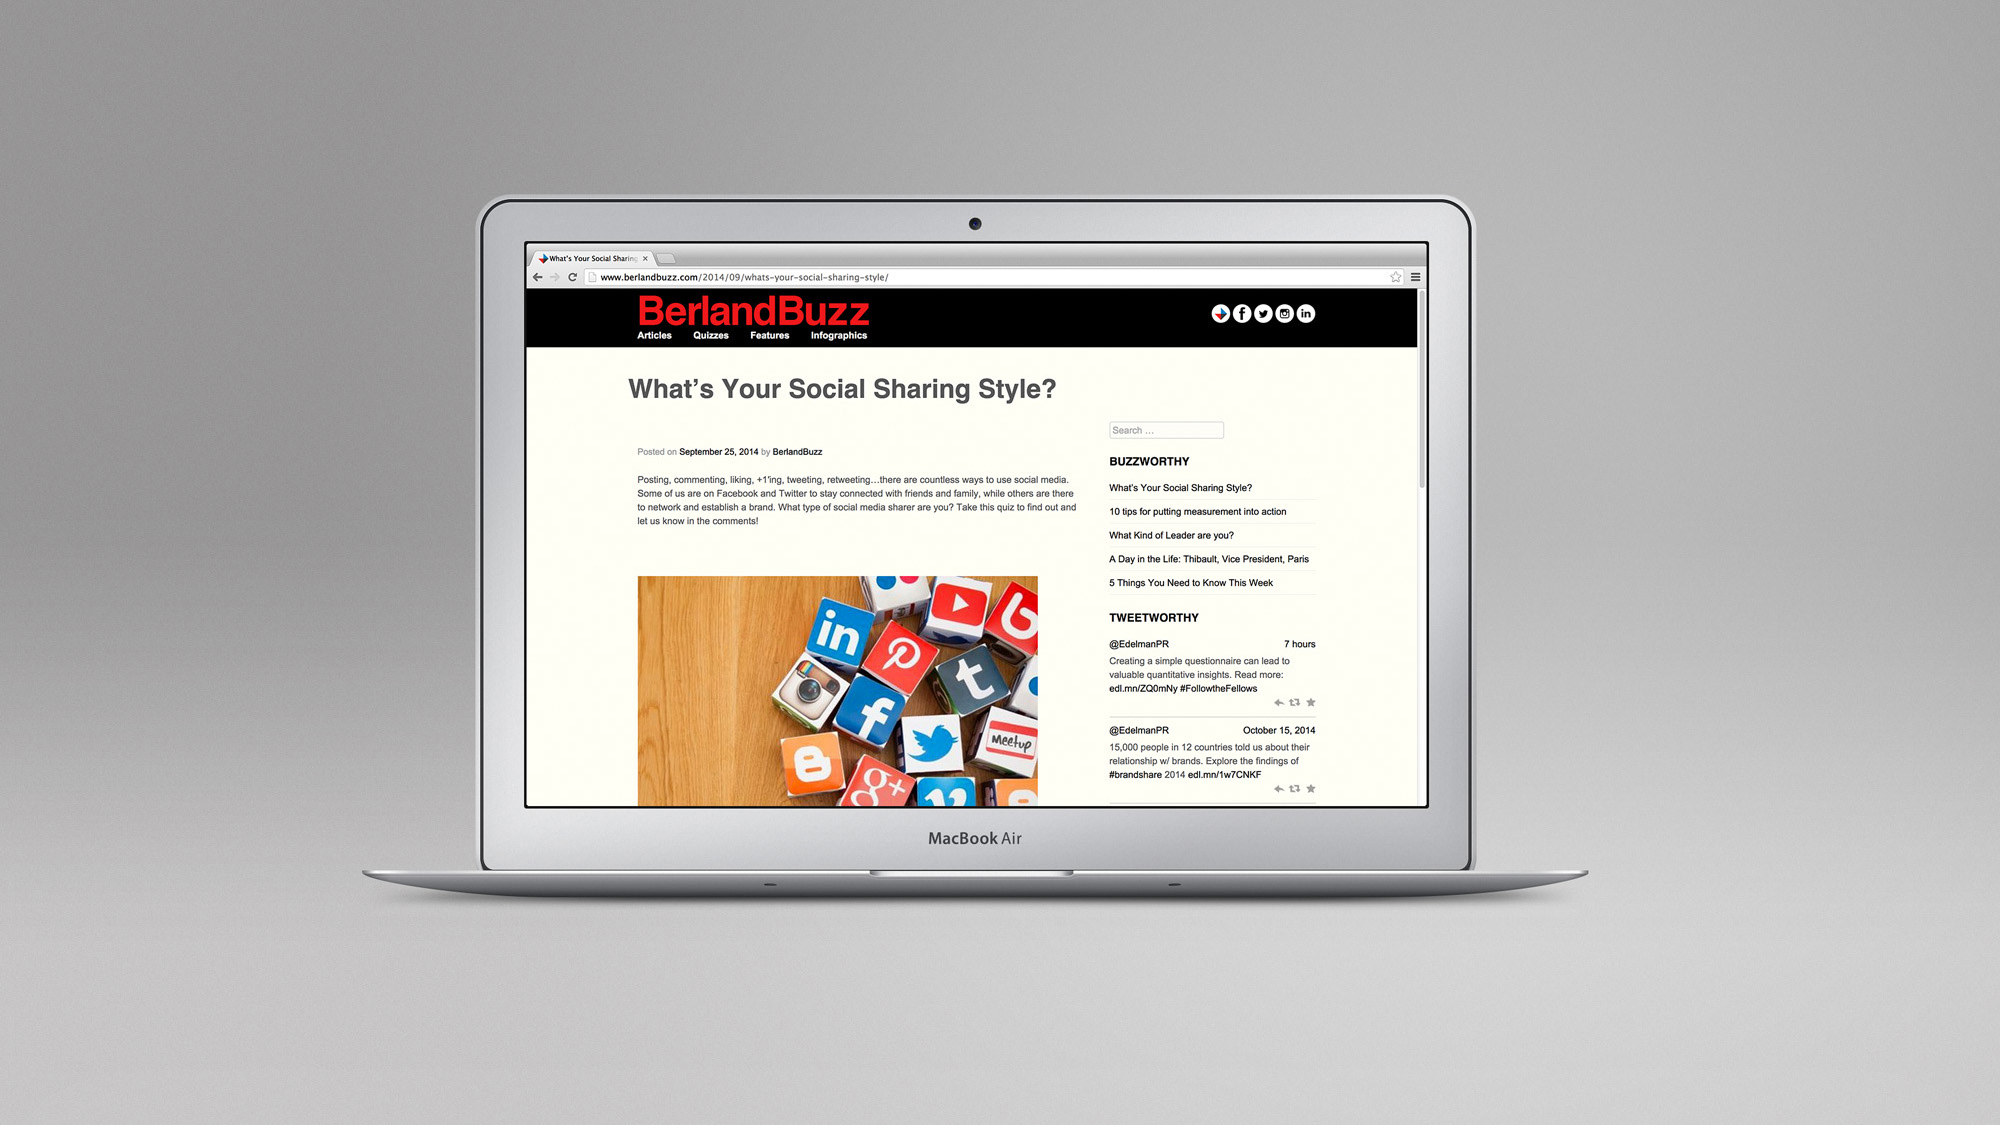 What's Your Social Sharing
www.berlandbuzz.com/2014/09/whats-your-social-sharing-style/
BerlandBuzz
Articles Quizzes Features Infographics
What's Your Social Sharing Style?
Posted on September 25, 2014 by BerlandBuzz
Posting, commenting, liking, +1'ing, tweeting, retweeting...there are countless ways to use social media.
Some of us are on Facebook and Twitter to stay connected with friends and family, while others are there
to network and establish a brand. What type of social media sharer are you? Take this quiz to find out and
let us know in the comments!
in
t
f
Meetup
g+
Search ...
BUZZWORTHY
What's Your Social Sharing Style?
10 tips for putting measurement into action
What Kind of Leader are you?
A Day in the Life: Thibault, Vice President, Paris
5 Things You Need to Know This Week
TWEETWORTHY
@EdelmanPR 7 hours
Creating a simple questionnaire can lead to
valuable quantitative insights. Read more:
edl.mn/ZQ0mNy #FollowtheFellows
@EdelmanPR October 15, 2014
15,000 people in 12 countries told us about their
relationship w/ brands. Explore the findings of
#brandshare 2014 edl.mn/1w7CNKF
MacBook Air